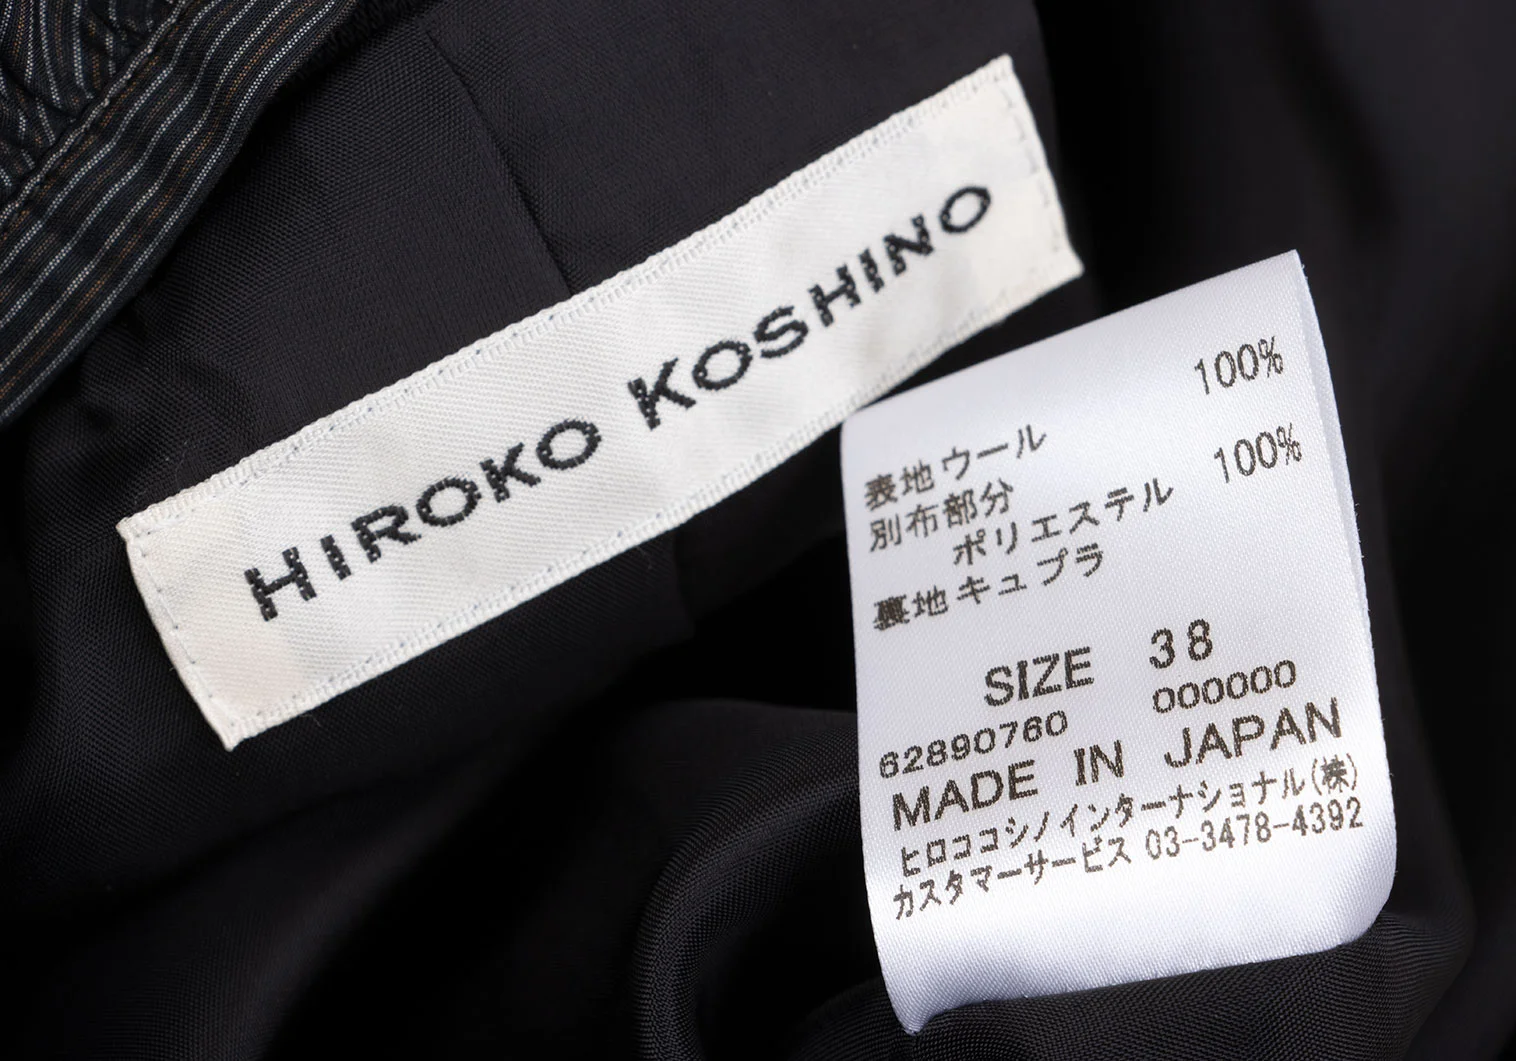 HIROKO KOSHINO
表地 ウール 100%
別布部分
ポリエステル 100%
裏地 キュプラ
SIZE 38
62890760 000000
MADE IN JAPAN
ヒロココシノインターナショナル(株)
カスタマーサービス 03-3478-4392